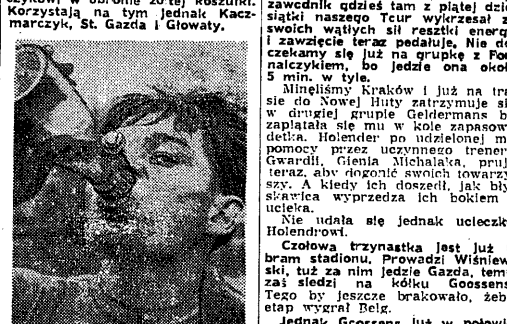 obronie żółtej koszulki.
Korzystają na tym jednak Kacz-
marczyk, St. Gazda i Głowaty.
zawodnik gdzieś tam z piątej dzie
siątki naszego Tour wykrzesał z
swoich wątłych sił resztki energ
i zawzięcie teraz pedałuje. Nie do
czekamy się już na grupkę z For
nalczykiem, bo jedzie ona okol
5 min. w tyle.
Minęliśmy Kraków i już na tra
sie do Nowej Huty zatrzymuje si
w drugiej grupie Geldermans b
zaplątała się mu w kole zapasow
detka. Holender po udzielonej m
pomocy przez uczynnego trener
Gwardii, Gienia Michalaka, pruj
teraz, aby dogonić swoich towarzy
szy. A kiedy ich doszedł, jak bły
skawica wyprzedza ich bokiem
ucieka.
Nie udała się jednak ucieczk
Holendrowi.
Czołowa trzynastka jest już
bram stadionu. Prowadzi Wiśniew
ski, tuż za nim jedzie Gazda, tem
zaś siedzi na kółku Goossens
Tego by jeszcze brakowało, żeb
etap wygrał Belg.
Jednak Goossens już w połowi